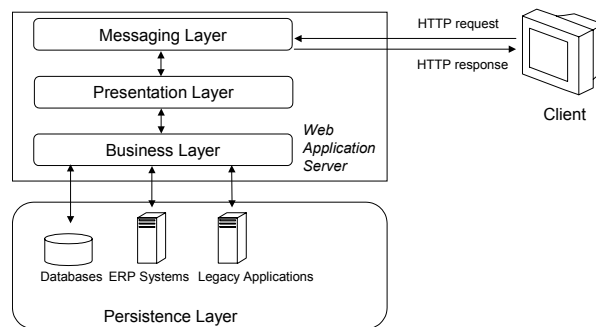 Messaging Layer
HTTP request
HTTP response
Presentation Layer
Client
Web
Application
Server
Business Layer
Databases
ERP Systems
Legacy Applications
Persistence Layer